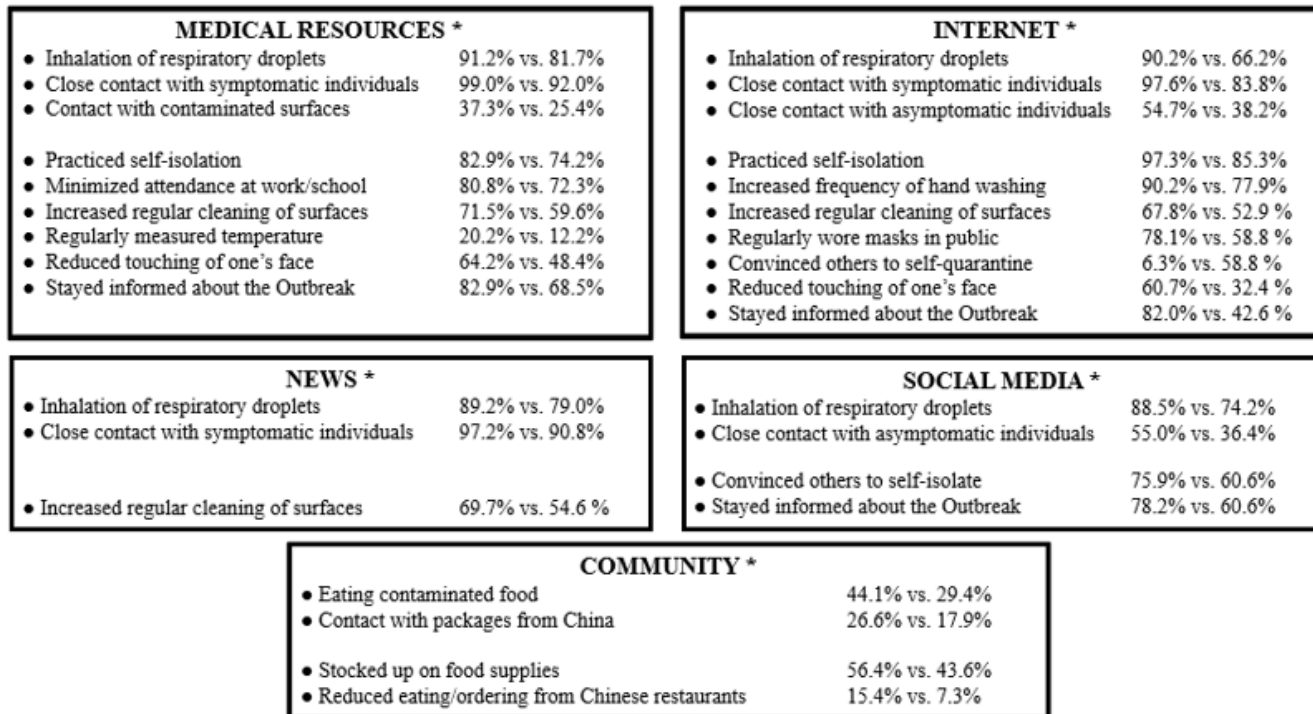 MEDICAL RESOURCES *
● Inhalation of respiratory droplets 91.2% vs. 81.7%
● Close contact with symptomatic individuals 99.0% vs. 92.0%
● Contact with contaminated surfaces 37.3% vs. 25.4%
● Practiced self-isolation 82.9% vs. 74.2%
● Minimized attendance at work/school 80.8% vs. 72.3%
● Increased regular cleaning of surfaces 71.5% vs. 59.6%
● Regularly measured temperature 20.2% vs. 12.2%
● Reduced touching of one's face 64.2% vs. 48.4%
● Stayed informed about the Outbreak 82.9% vs. 68.5%
INTERNET *
● Inhalation of respiratory droplets 90.2% vs. 66.2%
● Close contact with symptomatic individuals 97.6% vs. 83.8%
● Close contact with asymptomatic individuals 54.7% vs. 38.2%
● Practiced self-isolation 97.3% vs. 85.3%
● Increased frequency of hand washing 90.2% vs. 77.9%
● Increased regular cleaning of surfaces 67.8% vs. 52.9 %
● Regularly wore masks in public 78.1% vs. 58.8 %
● Convinced others to self-quarantine 6.3% vs. 58.8 %
● Reduced touching of one's face 60.7% vs. 32.4 %
● Stayed informed about the Outbreak 82.0% vs. 42.6 %
NEWS *
● Inhalation of respiratory droplets 89.2% vs. 79.0%
● Close contact with symptomatic individuals 97.2% vs. 90.8%
● Increased regular cleaning of surfaces 69.7% vs. 54.6 %
SOCIAL MEDIA *
● Inhalation of respiratory droplets 88.5% vs. 74.2%
● Close contact with asymptomatic individuals 55.0% vs. 36.4%
● Convinced others to self-isolate 75.9% vs. 60.6%
● Stayed informed about the Outbreak 78.2% vs. 60.6%
COMMUNITY *
● Eating contaminated food 44.1% vs. 29.4%
● Contact with packages from China 26.6% vs. 17.9%
● Stocked up on food supplies 56.4% vs. 43.6%
● Reduced eating/ordering from Chinese restaurants 15.4% vs. 7.3%